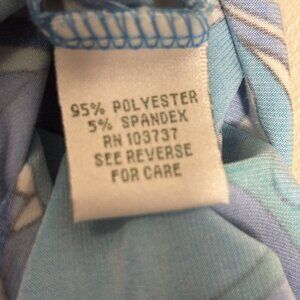 95% POLYESTER
5% SPANDEX
RN 103737
SEE REVERSE
FOR CARE